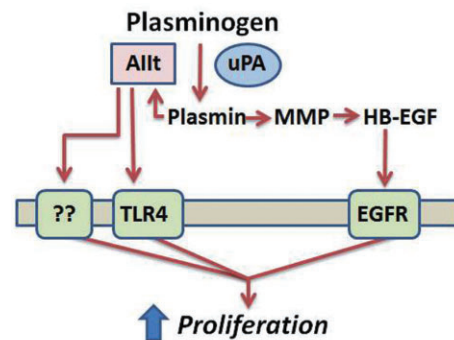 Plasminogen
AIIt uPA
Plasmin MMP HB-EGF
?? TLR4 EGFR
Proliferation